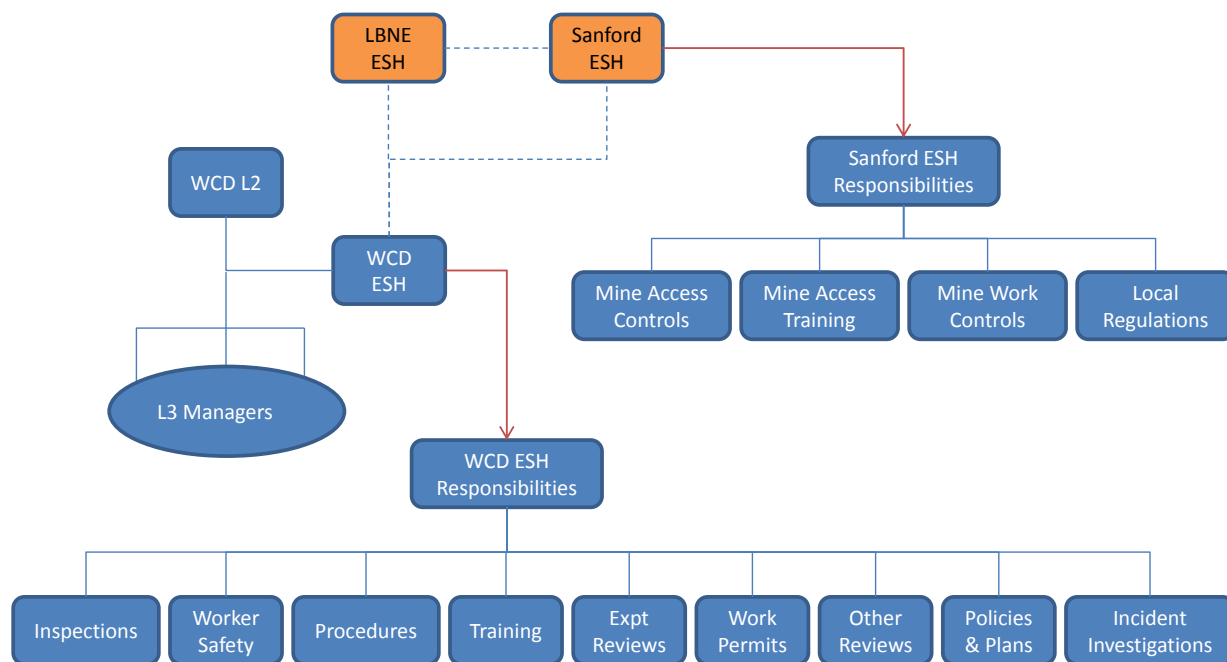 LBNE
ESH
Sanford
ESH
WCD L2
Sanford ESH
Responsibilities
WCD
ESH
Mine Access
Controls
Mine Access
Training
Mine Work
Controls
Local
Regulations
L3 Managers
WCD ESH
Responsibilities
Inspections
Worker
Safety
Procedures
Training
Expt
Reviews
Work
Permits
Other
Reviews
Policies
& Plans
Incident
Investigations